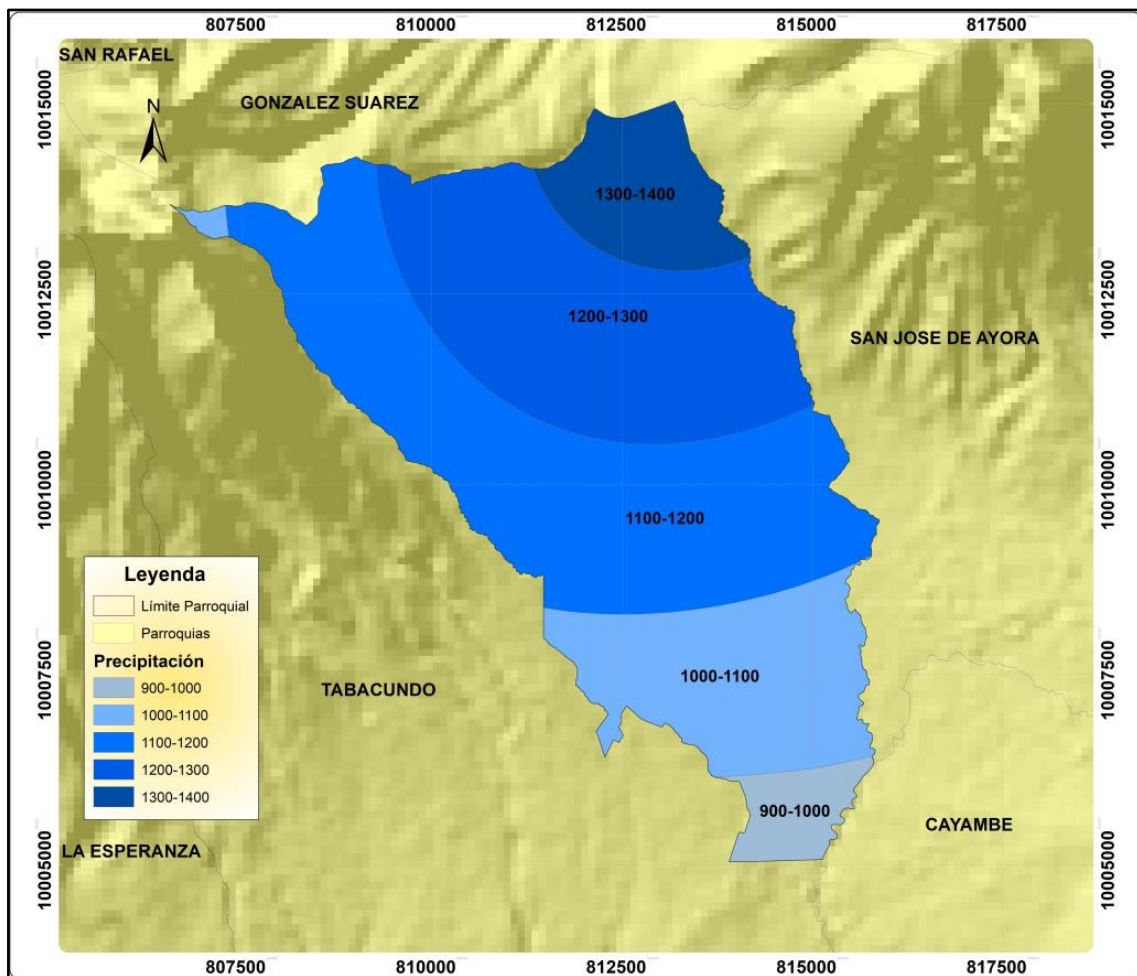 807500 810000 812500 815000 817500
SAN RAFAEL
GONZALEZ SUAREZ
N
10015000 10015000
1300-1400
10012500 10012500
1200-1300
SAN JOSE DE AYORA
10010000 10010000
1100-1200
Leyenda
Límite Parroquial
Parroquias
Precipitación
900-1000
1000-1100
1100-1200
1200-1300
1300-1400
1000-1100
10007500 10007500
TABACUNDO
900-1000
CAYAMBE
LA ESPERANZA
10005000 10005000
807500 810000 812500 815000 817500